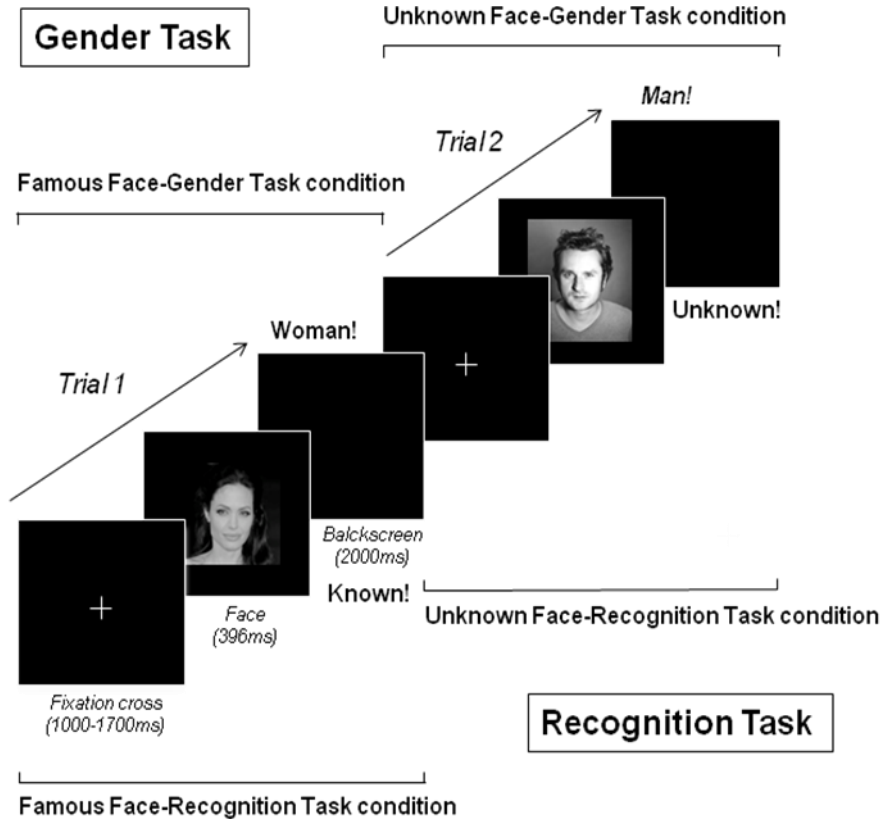 Unknown Face-Gender Task condition
Gender Task
Man!
Trial 2
Famous Face-Gender Task condition
Unknown!
Woman!
Trial 1
Balckscreen
(2000ms)
Known!
Face
(396ms)
Unknown Face-Recognition Task condition
Fixation cross
(1000-1700ms)
Recognition Task
Famous Face-Recognition Task condition